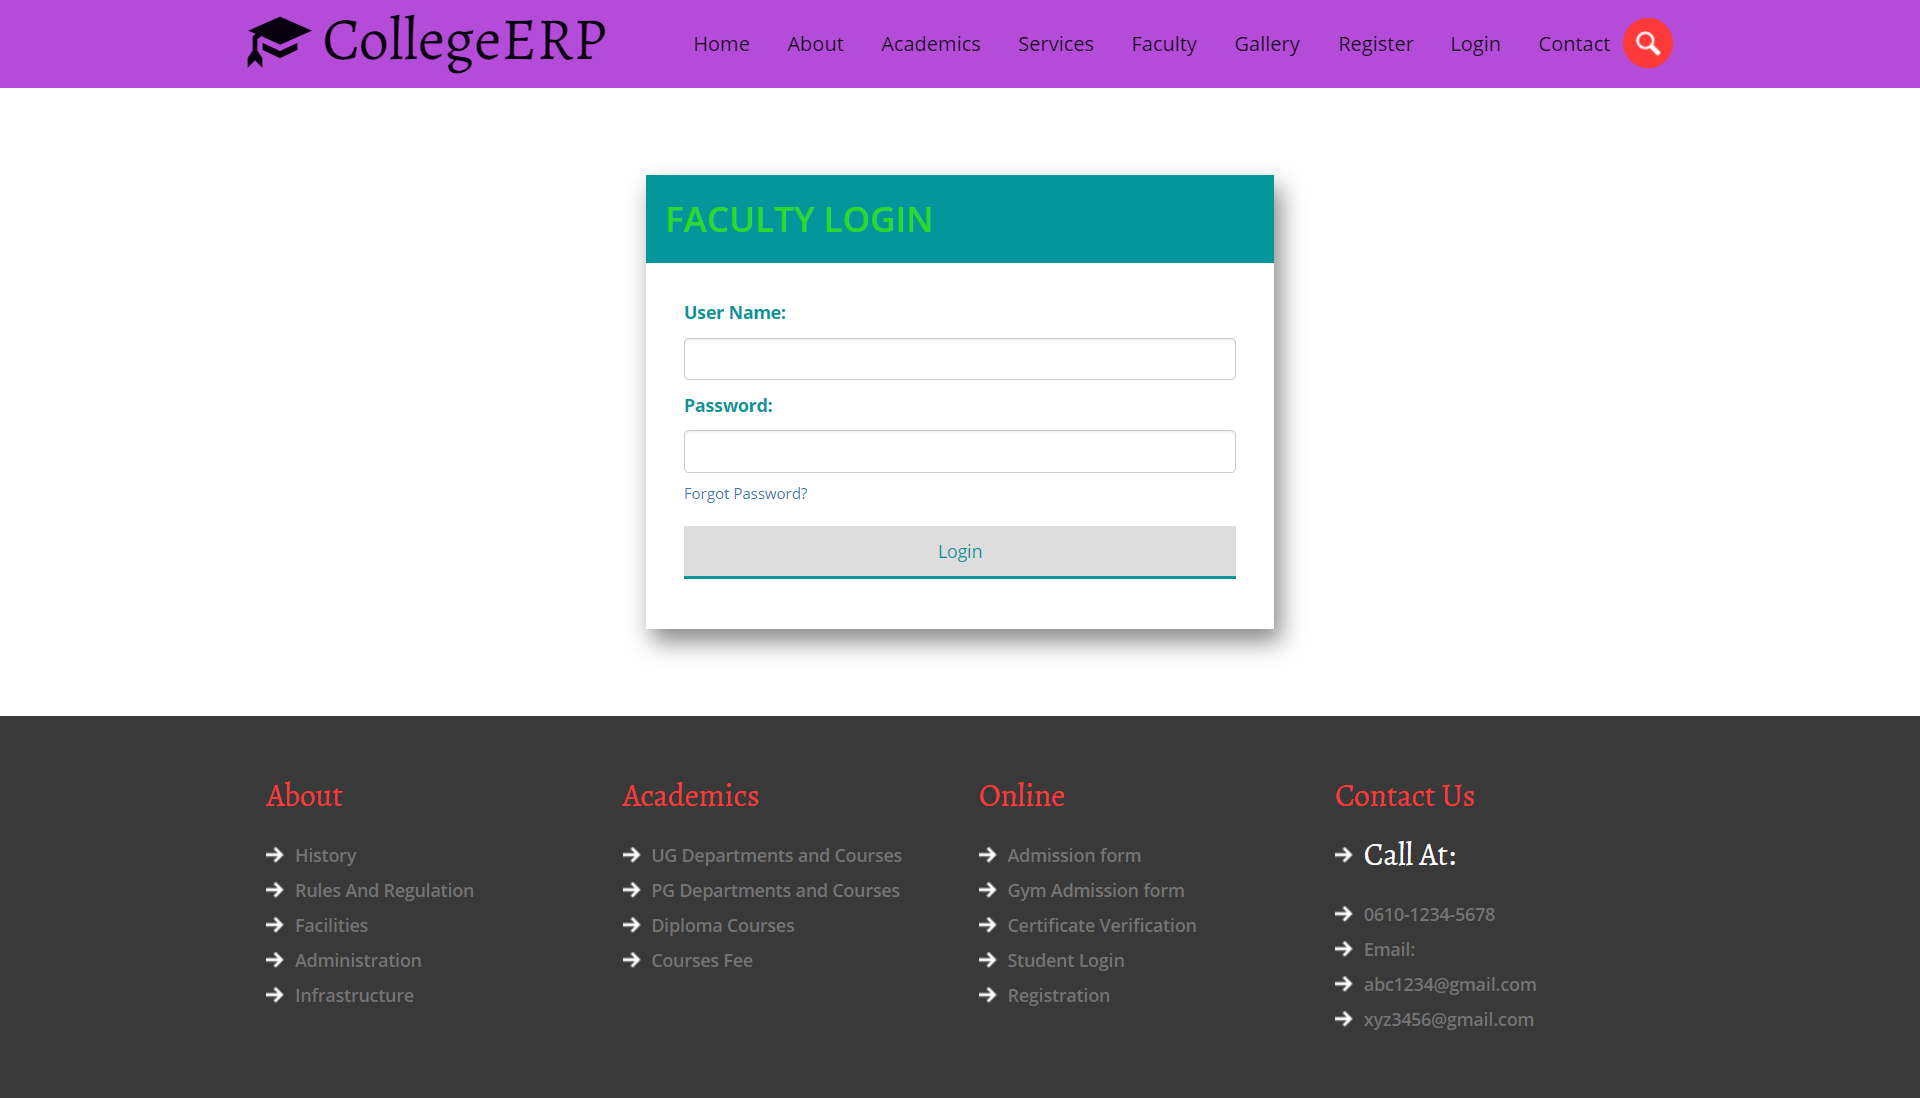 CollegeERP
Home About Academics Services Faculty Gallery Register Login Contact
FACULTY LOGIN
User Name:
Password:
Forgot Password?
Login
About
History
Rules And Regulation
Facilities
Administration
Infrastructure
Academics
UG Departments and Courses
PG Departments and Courses
Diploma Courses
Courses Fee
Online
Admission form
Gym Admission form
Certificate Verification
Student Login
Registration
Contact Us
Call At:
0610-1234-5678
Email:
abc1234@gmail.com
xyz3456@gmail.com